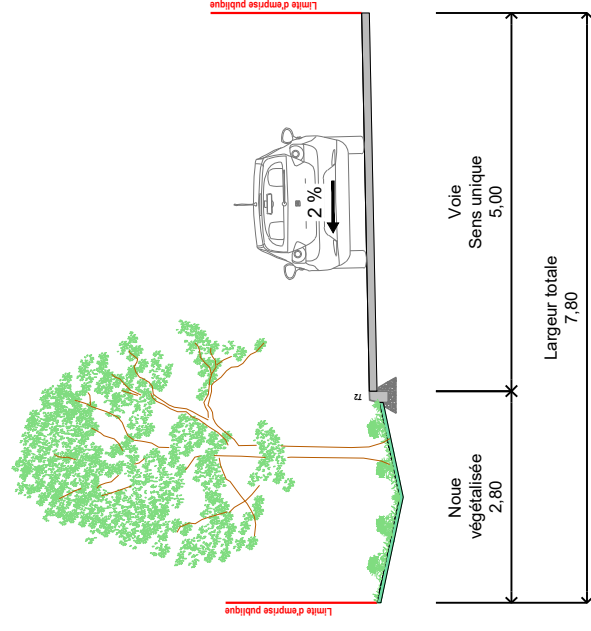 Limite d'emprise publique
Limite d'emprise publique
2 %
T2
Noue
végétalisée
2,80
Voie
Sens unique
5,00
Largeur totale
7,80